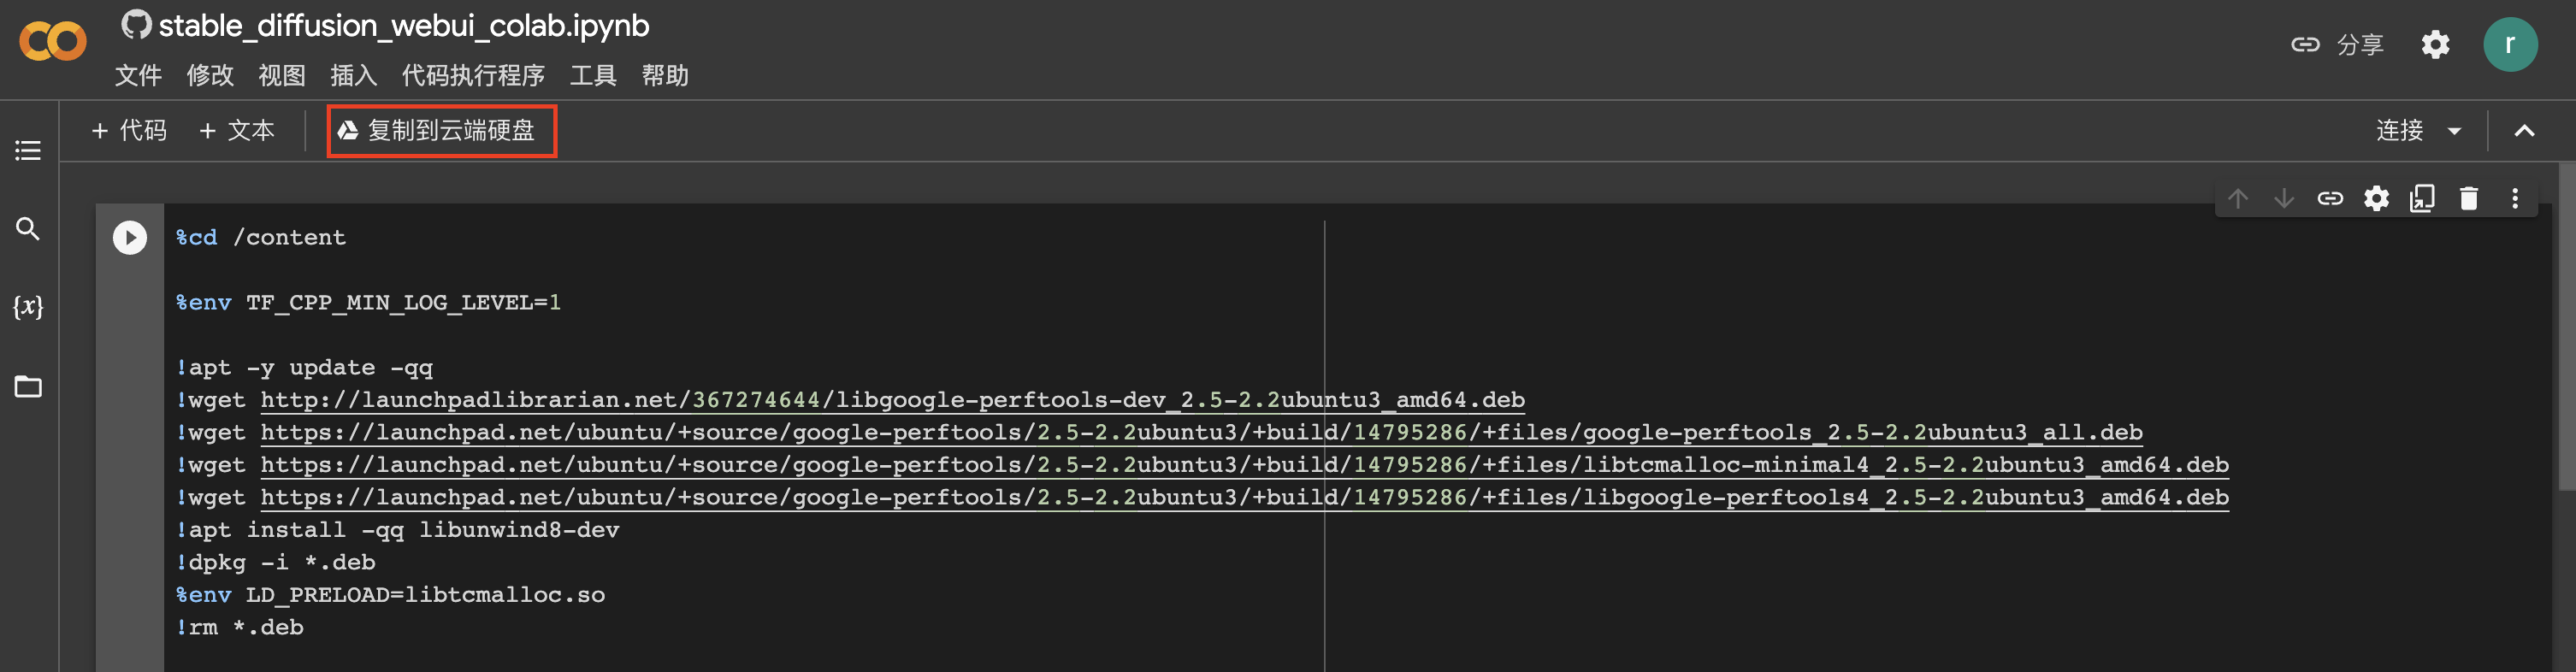 stable_diffusion_webui_colab.ipynb
文件 修改 视图 插入 代码执行程序 工具 帮助
分享
r
+ 代码 + 文本 复制到云端硬盘
连接
{x}
%cd /content
%env TF_CPP_MIN_LOG_LEVEL=1
!apt -y update -qq
!wget http://launchpadlibrarian.net/367274644/libgoogle-perftools-dev_2.5-2.2ubuntu3_amd64.deb
!wget https://launchpad.net/ubuntu/+source/google-perftools/2.5-2.2ubuntu3/+build/14795286/+files/google-perftools_2.5-2.2ubuntu3_all.deb
!wget https://launchpad.net/ubuntu/+source/google-perftools/2.5-2.2ubuntu3/+build/14795286/+files/libtcmalloc-minimal4_2.5-2.2ubuntu3_amd64.deb
!wget https://launchpad.net/ubuntu/+source/google-perftools/2.5-2.2ubuntu3/+build/14795286/+files/libgoogle-perftools4_2.5-2.2ubuntu3_amd64.deb
!apt install -qq libunwind8-dev
!dpkg -i *.deb
%env LD_PRELOAD=libtcmalloc.so
!rm *.deb